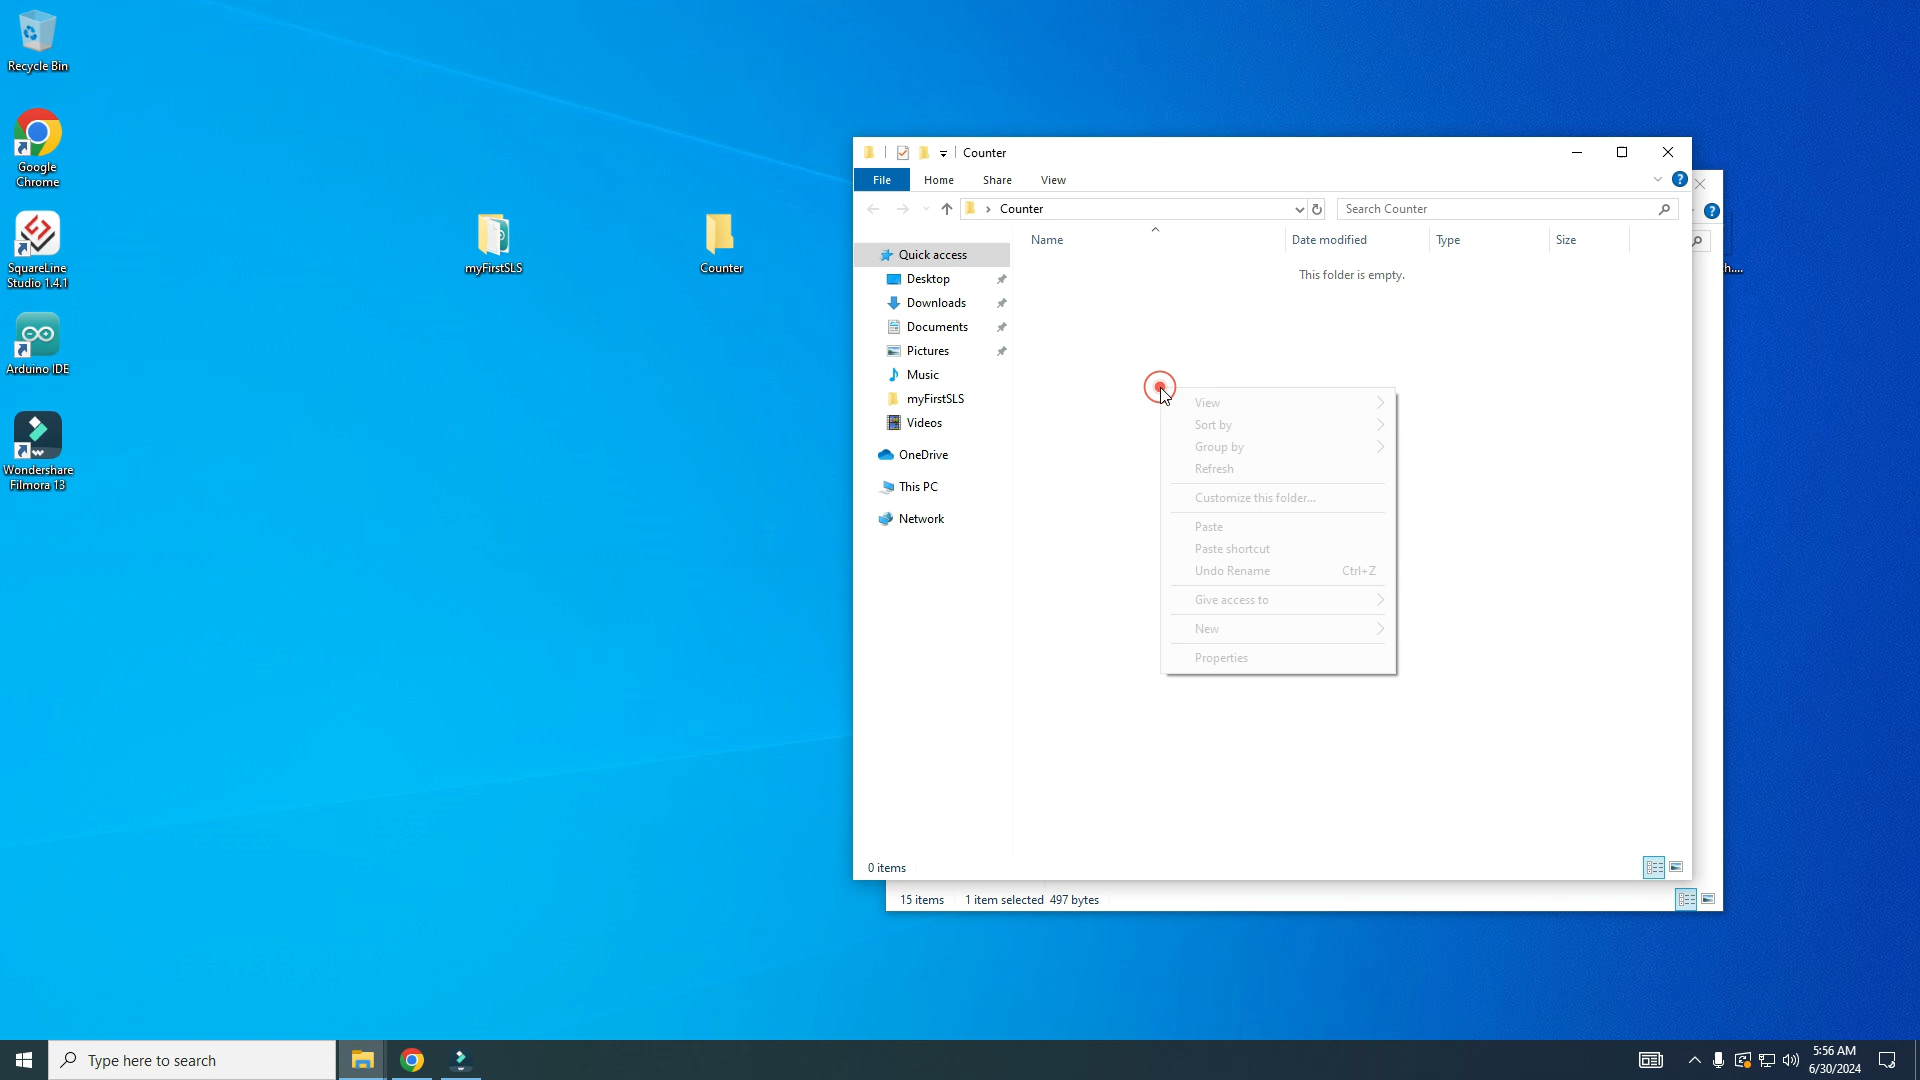 Recycle Bin
Google
Chrome
SquareLine
Studio 1.4.1
Arduino IDE
Wondershare
Filmora 13
myFirstSLS
Counter
Counter
File
Home
Share
View
Counter
Search Counter
Name
Date modified
Type
Size
This folder is empty.
Quick access
Desktop
Downloads
Documents
Pictures
Music
myFirstSLS
Videos
OneDrive
This PC
Network
View
Sort by
Group by
Refresh
Customize this folder...
Paste
Paste shortcut
Undo Rename Ctrl+Z
Give access to
New
Properties
0 items
15 items 1 item selected 497 bytes
Type here to search
5:56 AM
6/30/2024